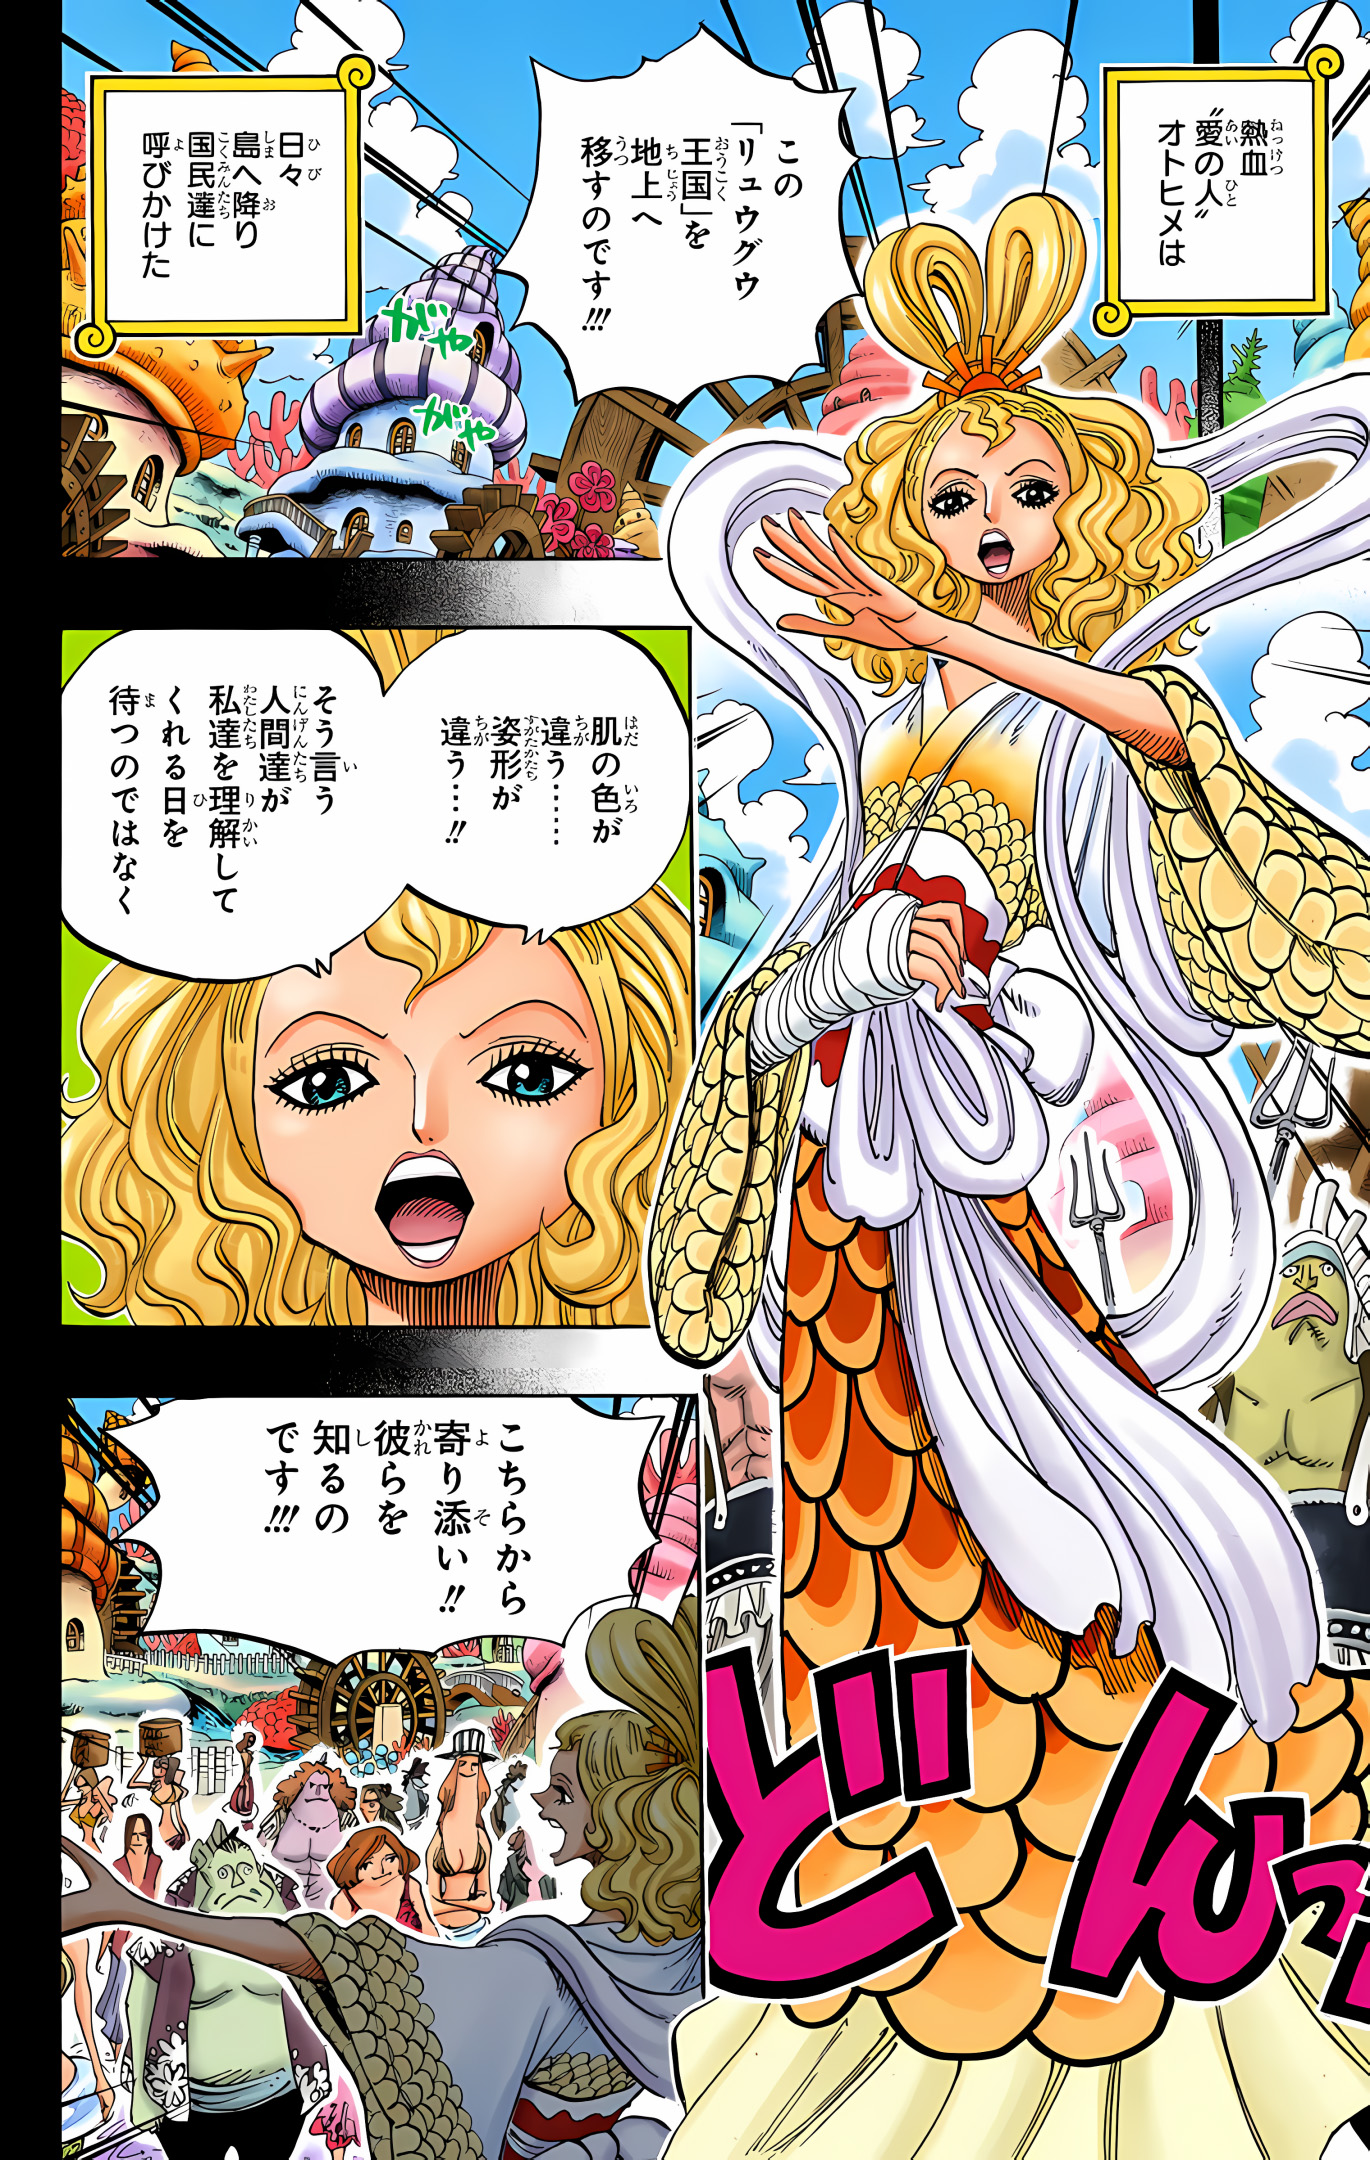 熱血
“愛の人”
オトヒメは
この
「リュウグウ
王国」を
地上へ
移すのです!!!
日々
島へ降り
国民達に
呼びかけた
がや
がや
肌の色が
違う……
姿形が
違う…!!
そう言う
人間達が
私達を理解して
くれる日を
待つのではなく
こちらから
寄り添い!!
彼らを
知るの
です!!!
どんっ